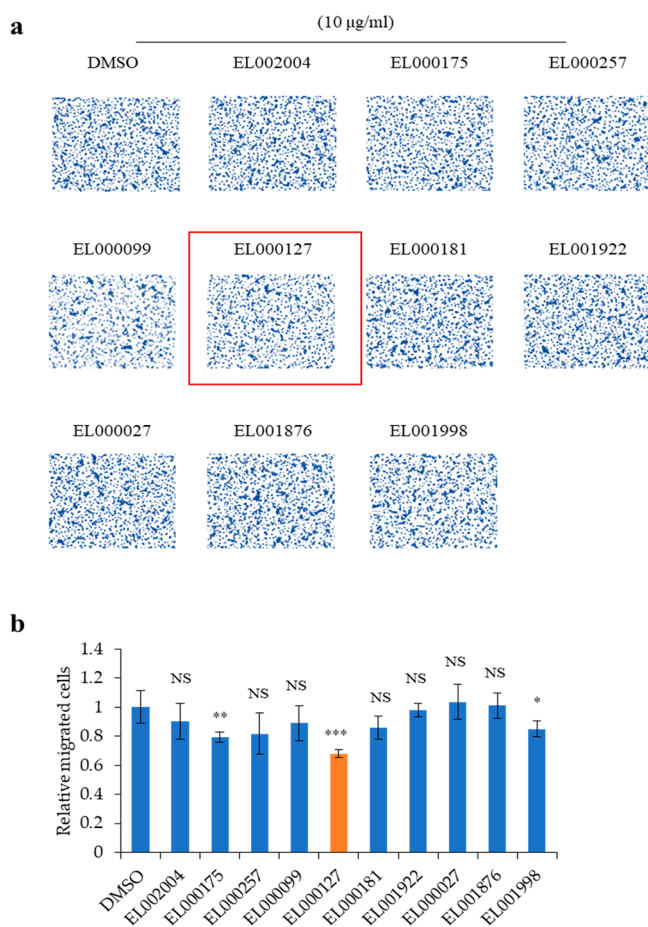 a
(10 µg/ml)
DMSO EL002004 EL000175 EL000257
EL000099 EL000127 EL000181 EL001922
EL000027 EL001876 EL001998
b
Relative migrated cells
1.4
1.2
1
0.8
0.6
0.4
0.2
0
NS ** NS NS *** NS NS NS NS *
DMSO EL002004 EL000175 EL000257 EL000099 EL000127 EL000181 EL001922 EL000027 EL001876 EL001998